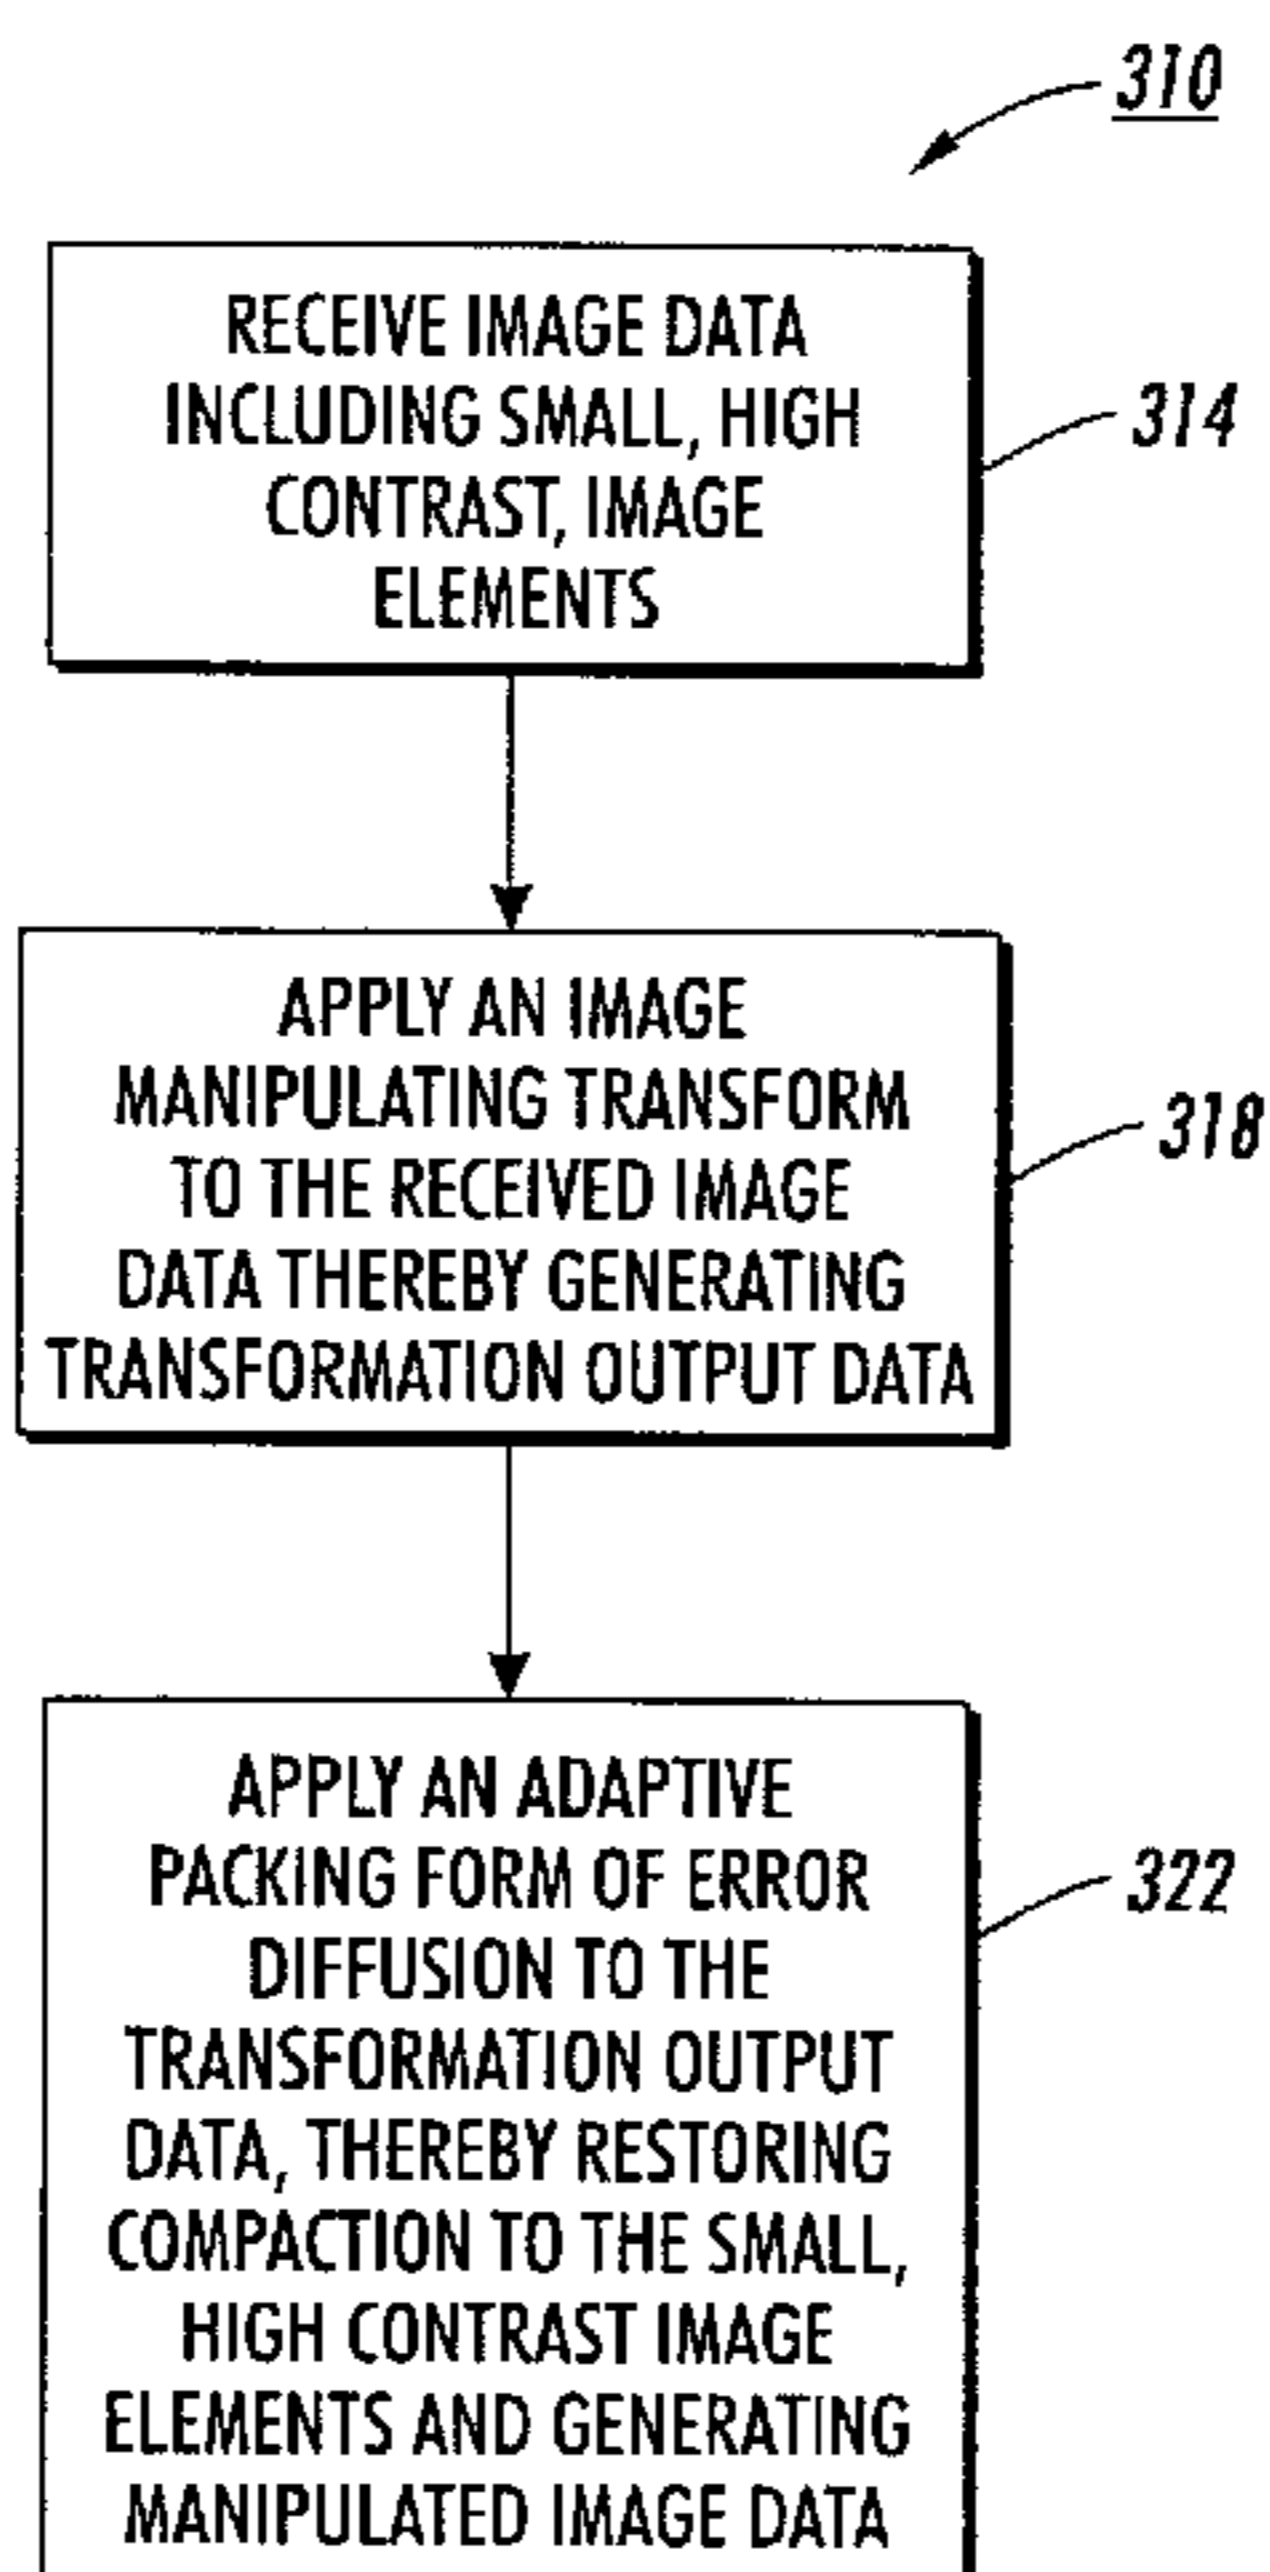 310
RECEIVE IMAGE DATA
INCLUDING SMALL, HIGH
CONTRAST, IMAGE
ELEMENTS
314
APPLY AN IMAGE
MANIPULATING TRANSFORM
TO THE RECEIVED IMAGE
DATA THEREBY GENERATING
TRANSFORMATION OUTPUT DATA
318
APPLY AN ADAPTIVE
PACKING FORM OF ERROR
DIFFUSION TO THE
TRANSFORMATION OUTPUT
DATA, THEREBY RESTORING
COMPACTION TO THE SMALL,
HIGH CONTRAST IMAGE
ELEMENTS AND GENERATING
MANIPULATED IMAGE DATA
322